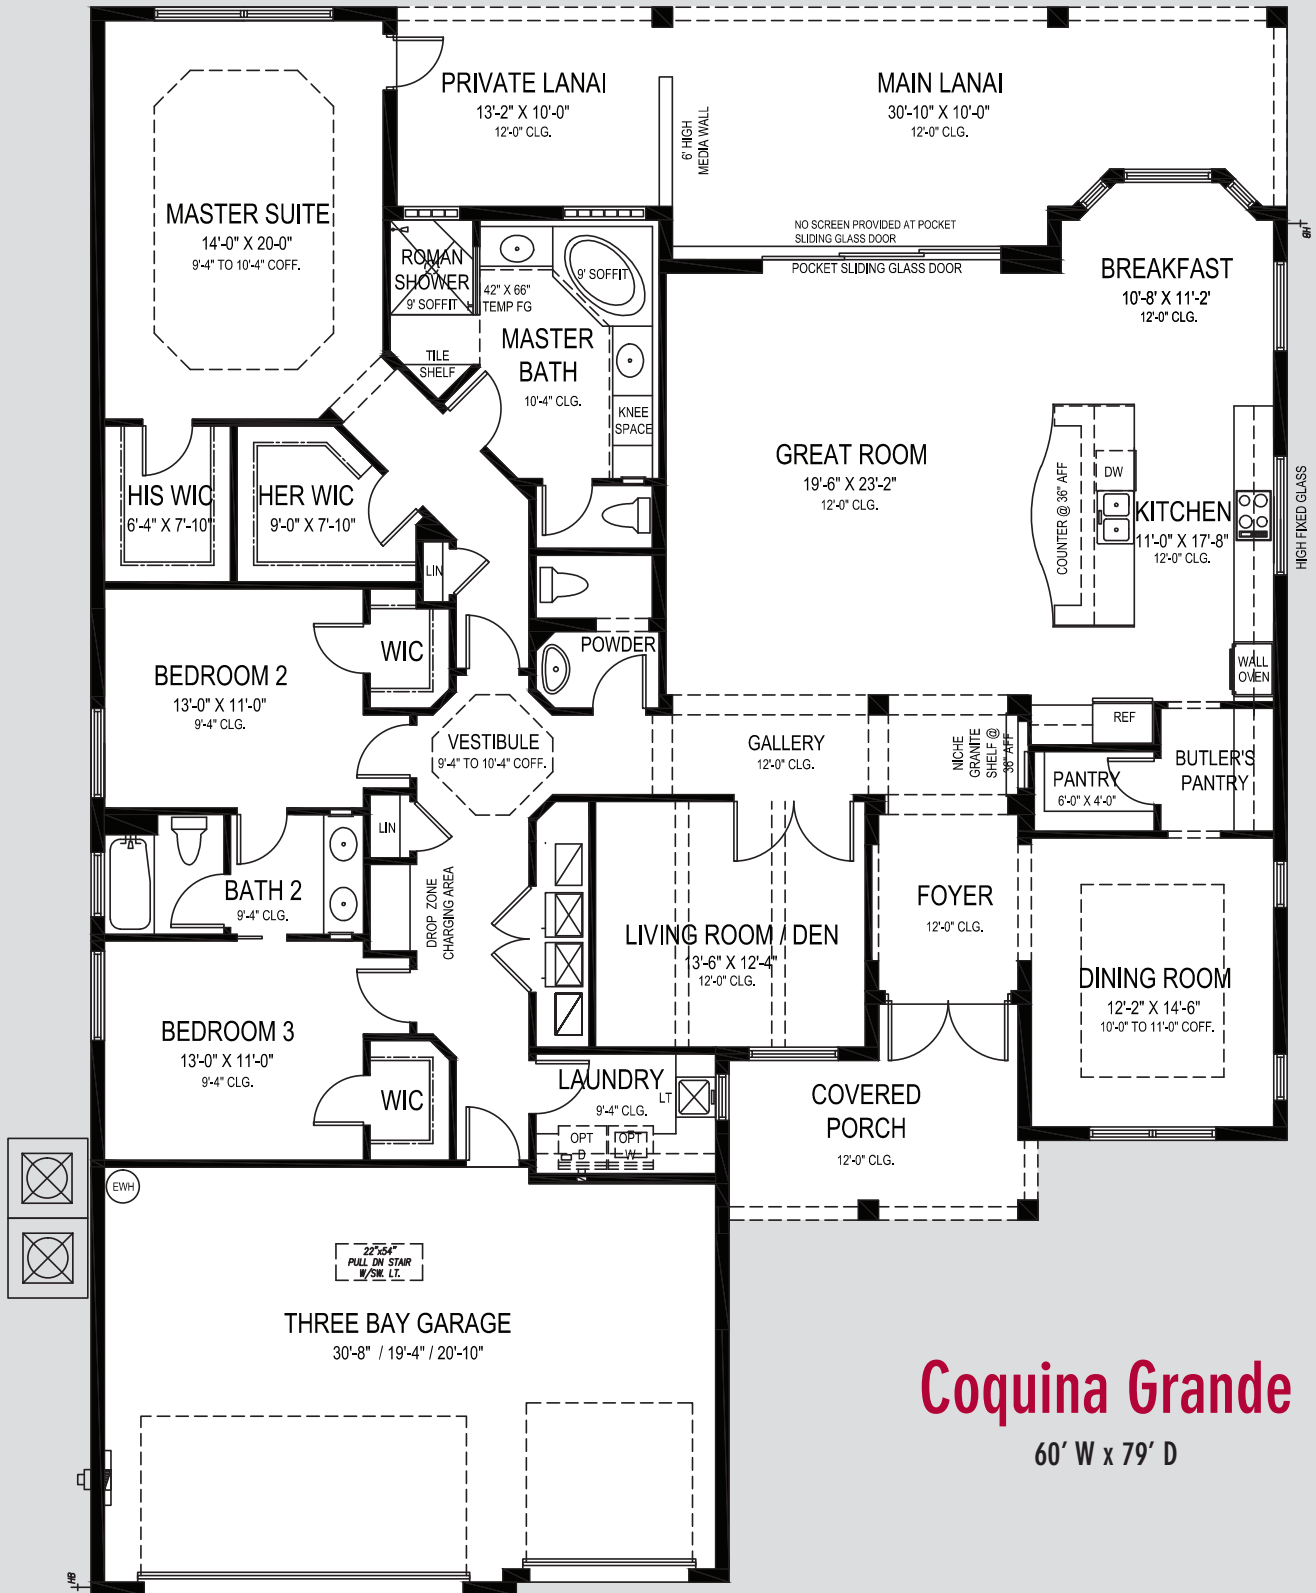 PRIVATE LANAI
13'-2" X 10'-0"
12'-0" CLG.
MAIN LANAI
30'-10" X 10'-0"
12'-0" CLG.
6' HIGH
MEDIA WALL
MASTER SUITE
14'-0" X 20'-0"
9'-4" TO 10'-4" COFF.
ROMAN
SHOWER
9' SOFFIT
42" X 66"
TEMP FG
9' SOFFIT
TILE
SHELF
MASTER
BATH
10'-4" CLG.
KNEE
SPACE
NO SCREEN PROVIDED AT POCKET
SLIDING GLASS DOOR
POCKET SLIDING GLASS DOOR
BREAKFAST
10'-8' X 11'-2'
12'-0" CLG.
HB
GREAT ROOM
19'-6" X 23'-2"
12'-0" CLG.
COUNTER @ 36" AFF
DW
KITCHEN
11'-0" X 17'-8"
12'-0" CLG.
HIGH FIXED GLASS
WALL
OVEN
HIS WIC
6'-4" X 7'-10"
HER WIC
9'-0" X 7'-10"
LIN
WIC
POWDER
BEDROOM 2
13'-0" X 11'-0"
9'-4" CLG.
VESTIBULE
9'-4" TO 10'-4" COFF.
GALLERY
12'-0" CLG.
NICHE
GRANITE
SHELF @
36" AFF
REF
PANTRY
6'-0" X 4'-0"
BUTLER'S
PANTRY
LIN
BATH 2
9'-4" CLG.
DROP ZONE
CHARGING AREA
LIVING ROOM / DEN
13'-6" X 12'-4"
12'-0" CLG.
FOYER
12'-0" CLG.
DINING ROOM
12'-2" X 14'-6"
10'-0" TO 11'-0" COFF.
BEDROOM 3
13'-0" X 11'-0"
9'-4" CLG.
WIC
LAUNDRY
9'-4" CLG.
LT
OPT
D
OPT
W
COVERED
PORCH
12'-0" CLG.
EWH
22"x54"
PULL DN STAIR
W/SW. LT.
THREE BAY GARAGE
30'-8" / 19'-4" / 20'-10"
HB
Coquina Grande
60' W x 79' D